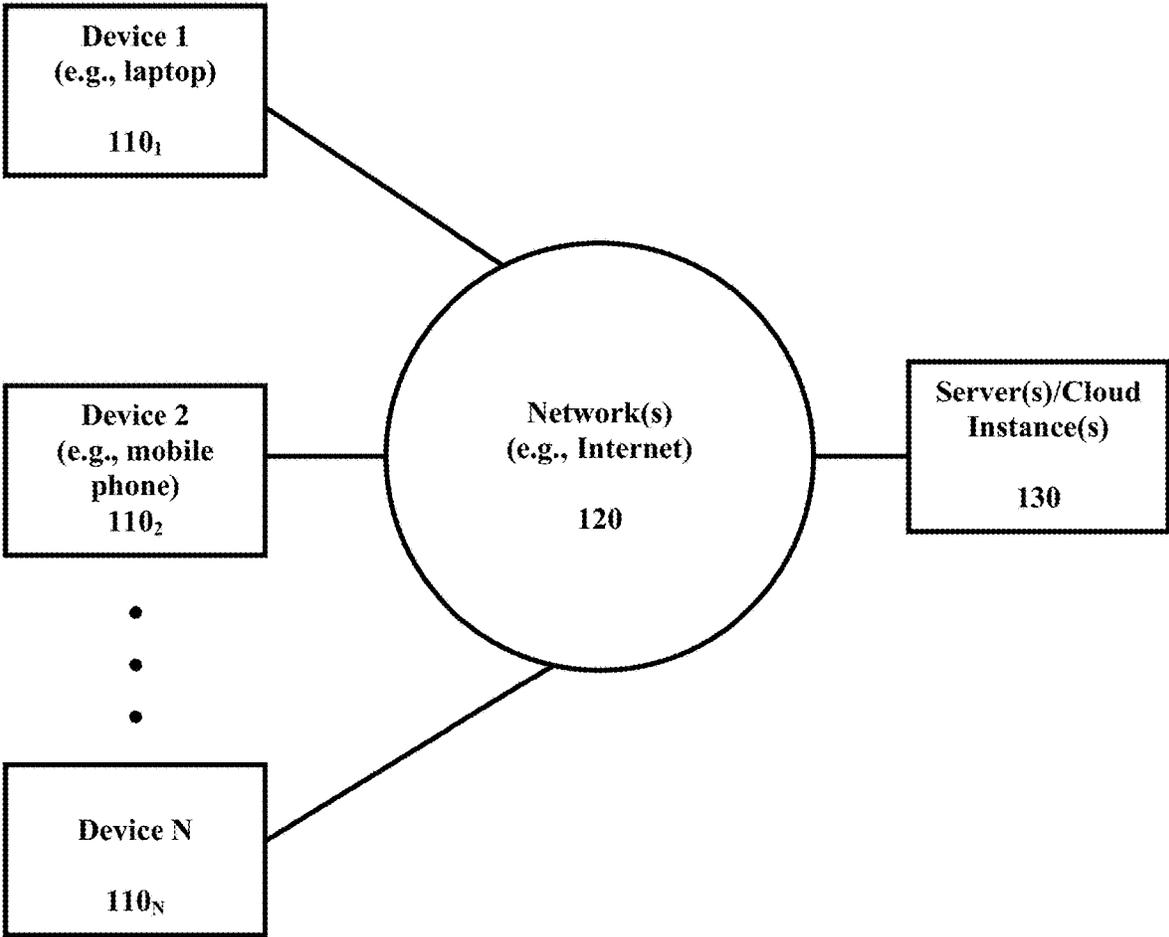 Device 1
(e.g., laptop)
110₁
Device 2
(e.g., mobile
phone)
110₂
Device N
110ₙ
Network(s)
(e.g., Internet)
120
Server(s)/Cloud
Instance(s)
130